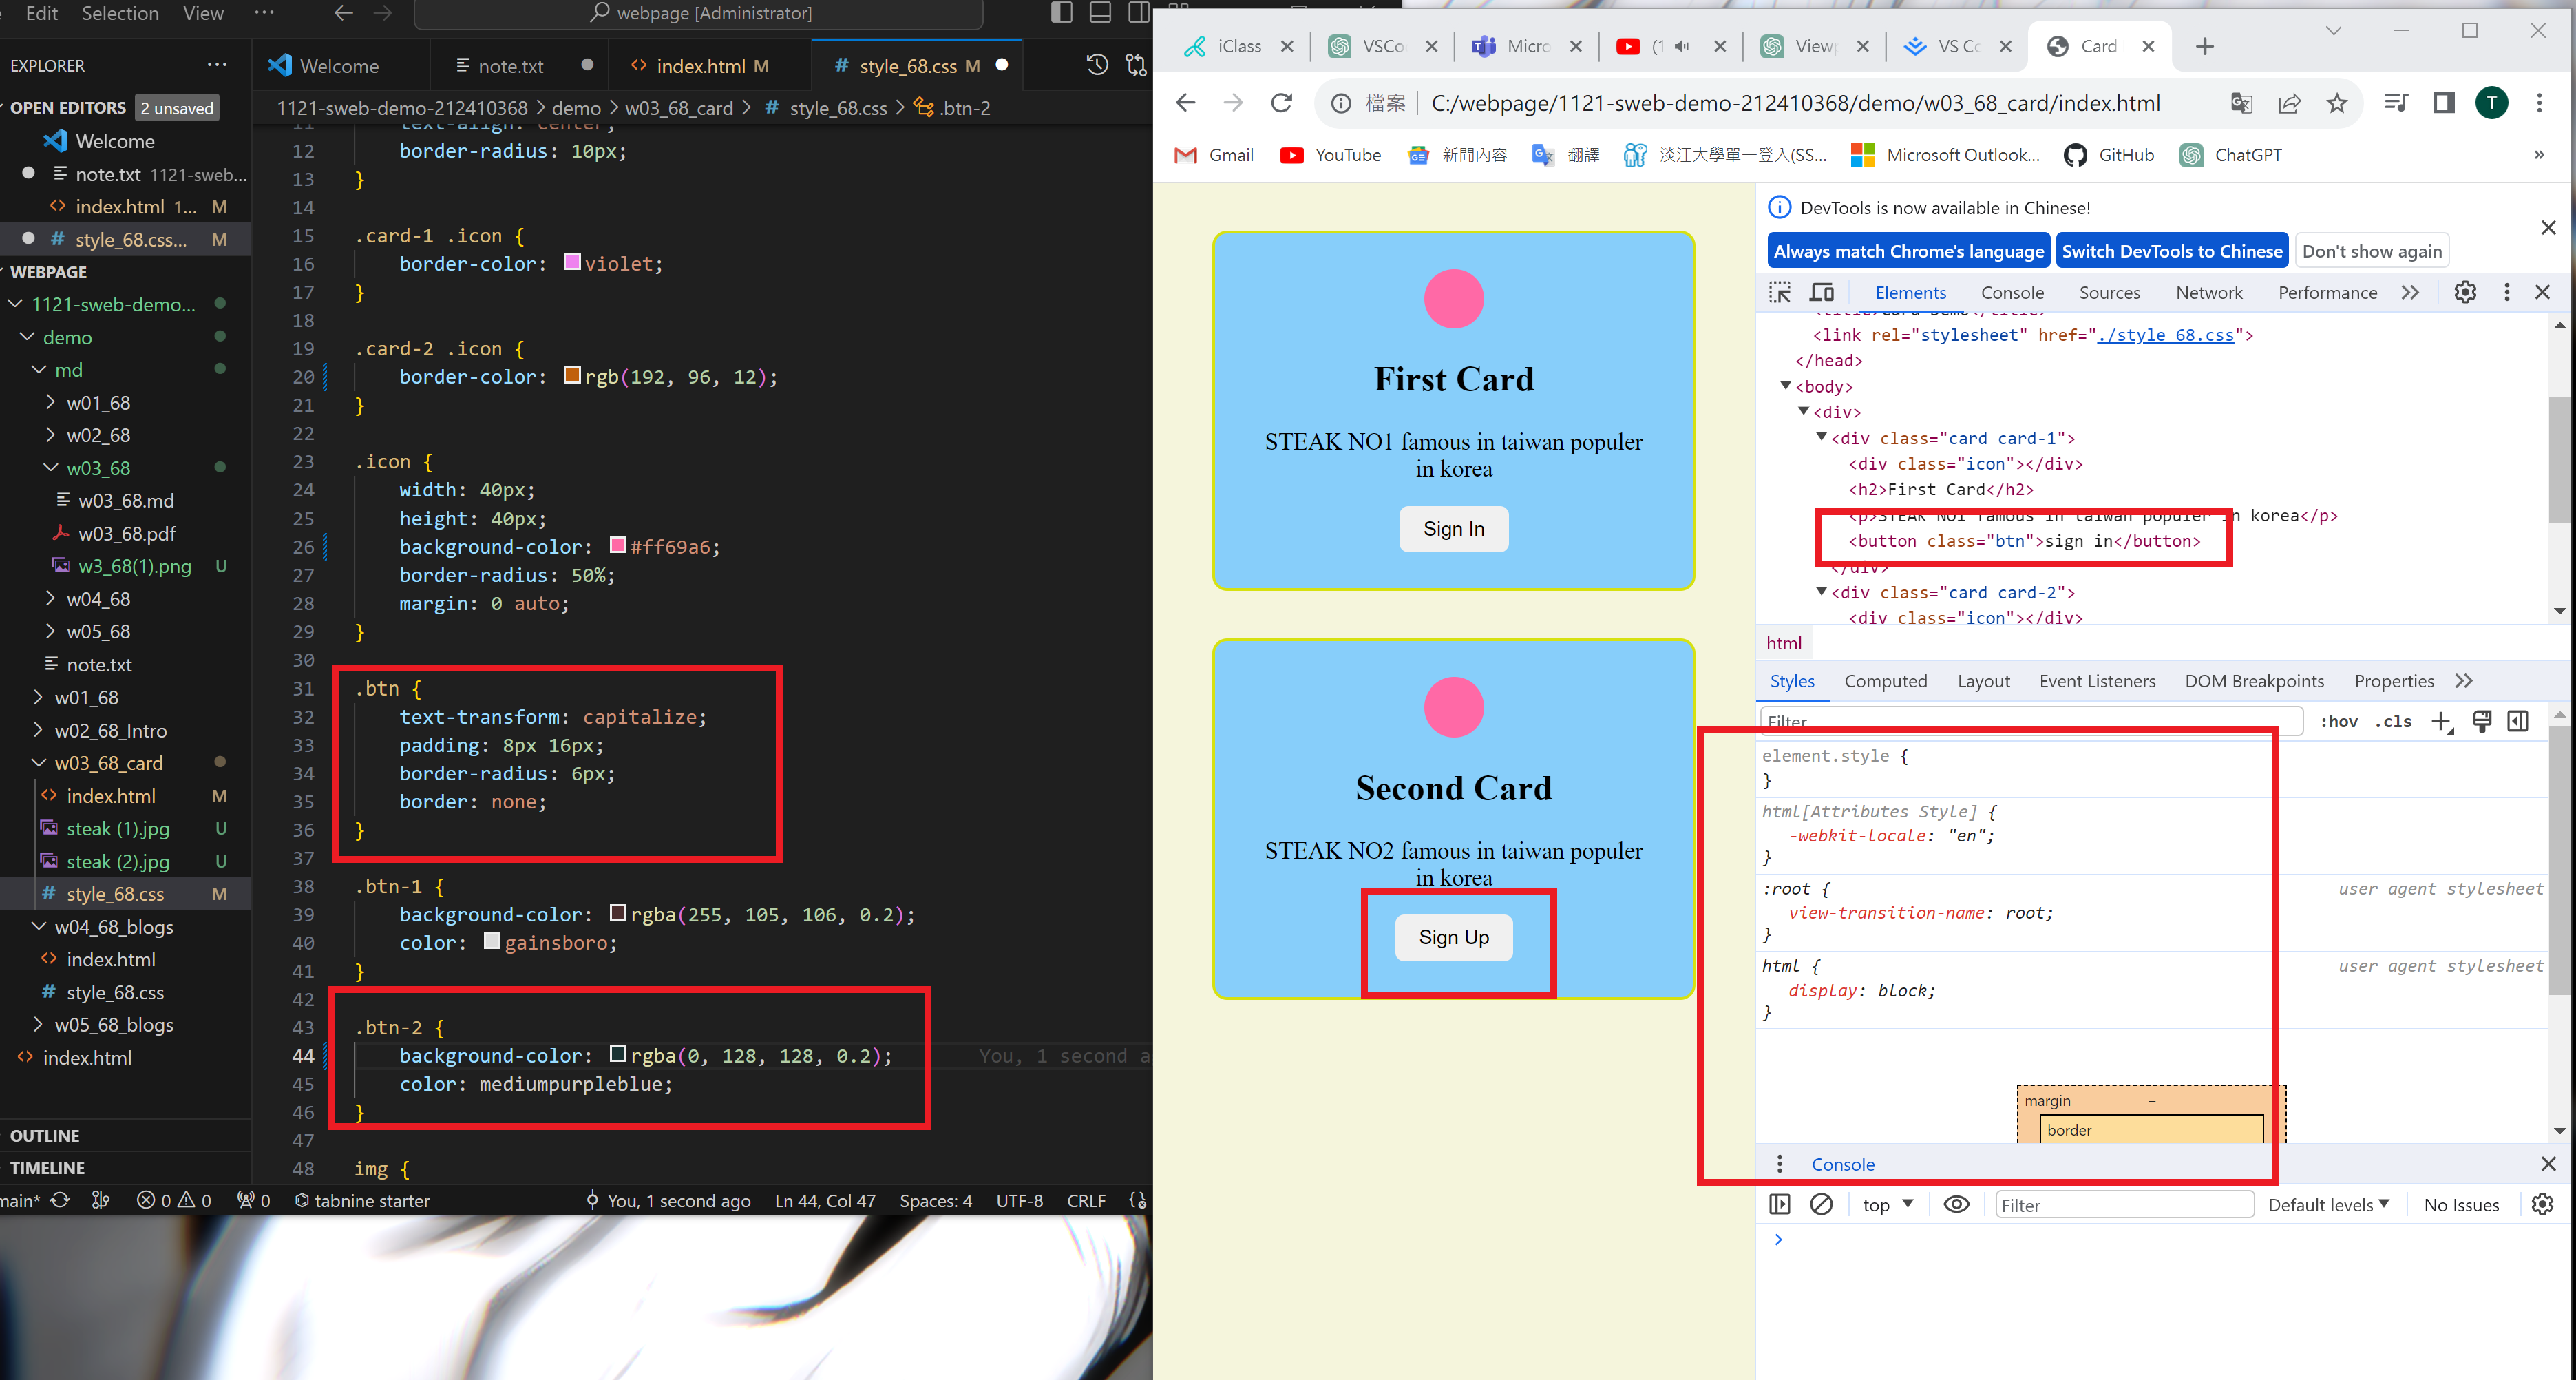 Edit Selection View ···
webpage [Administrator]
EXPLORER ···
OPEN EDITORS 2 unsaved
Welcome
note.txt 1121-sweb...
index.html 1... M
style_68.css... M
WEBPAGE
1121-sweb-demo...
demo
md
w01_68
w02_68
w03_68
w03_68.md
w03_68.pdf
w3_68(1).png U
w04_68
w05_68
note.txt
w01_68
w02_68_Intro
w03_68_card
index.html M
steak (1).jpg U
steak (2).jpg U
style_68.css M
w04_68_blogs
index.html
style_68.css
w05_68_blogs
index.html
OUTLINE
TIMELINE
Welcome
note.txt
index.html M
style_68.css M
1121-sweb-demo-212410368 > demo > w03_68_card > # style_68.css > .btn-2
11 text-align: center;
12 border-radius: 10px;
13 }
14
15 .card-1 .icon {
16 border-color: violet;
17 }
18
19 .card-2 .icon {
20 border-color: rgb(192, 96, 12);
21 }
22
23 .icon {
24 width: 40px;
25 height: 40px;
26 background-color: #ff69a6;
27 border-radius: 50%;
28 margin: 0 auto;
29 }
30
31 .btn {
32 text-transform: capitalize;
33 padding: 8px 16px;
34 border-radius: 6px;
35 border: none;
36 }
37
38 .btn-1 {
39 background-color: rgba(255, 105, 106, 0.2);
40 color: gainsboro;
41 }
42
43 .btn-2 {
44 background-color: rgba(0, 128, 128, 0.2); You, 1 second a
45 color: mediumpurpleblue;
46 }
47
48 img {
main* 0 0 0 tabnine starter You, 1 second ago Ln 44, Col 47 Spaces: 4 UTF-8 CRLF
iClass
VSCo
Micro
(1
View
VS Co
Card
檔案 C:/webpage/1121-sweb-demo-212410368/demo/w03_68_card/index.html
T
Gmail YouTube 新聞內容 翻譯 淡江大學單一登入(SS... Microsoft Outlook... GitHub ChatGPT »
First Card
STEAK NO1 famous in taiwan populer
in korea
Sign In
Second Card
STEAK NO2 famous in taiwan populer
in korea
Sign Up
DevTools is now available in Chinese!
Always match Chrome's language
Switch DevTools to Chinese
Don't show again
Elements Console Sources Network Performance
<title>Card Demo</title>
<link rel="stylesheet" href="./style_68.css">
</head>
<body>
<div>
<div class="card card-1">
<div class="icon"></div>
<h2>First Card</h2>
<p>STEAK NO1 famous in taiwan populer in korea</p>
<button class="btn">sign in</button>
</div>
<div class="card card-2">
<div class="icon"></div>
html
Styles Computed Layout Event Listeners DOM Breakpoints Properties
Filter :hov .cls
element.style {
}
html[Attributes Style] {
-webkit-locale: "en";
}
:root { user agent stylesheet
view-transition-name: root;
}
html { user agent stylesheet
display: block;
}
margin –
border –
Console
top Filter Default levels No Issues